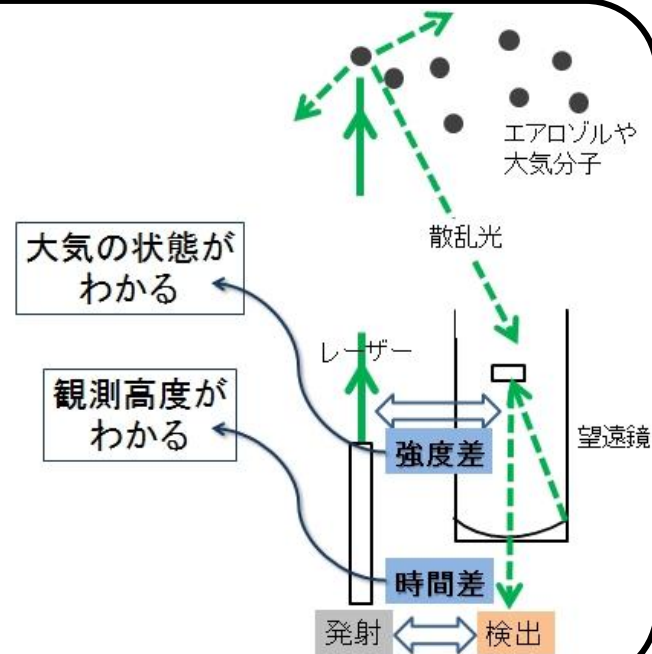 エアロゾルや
大気分子
散乱光
大気の状態が
わかる
レーザー
観測高度が
わかる
強度差
望遠鏡
時間差
発射
検出